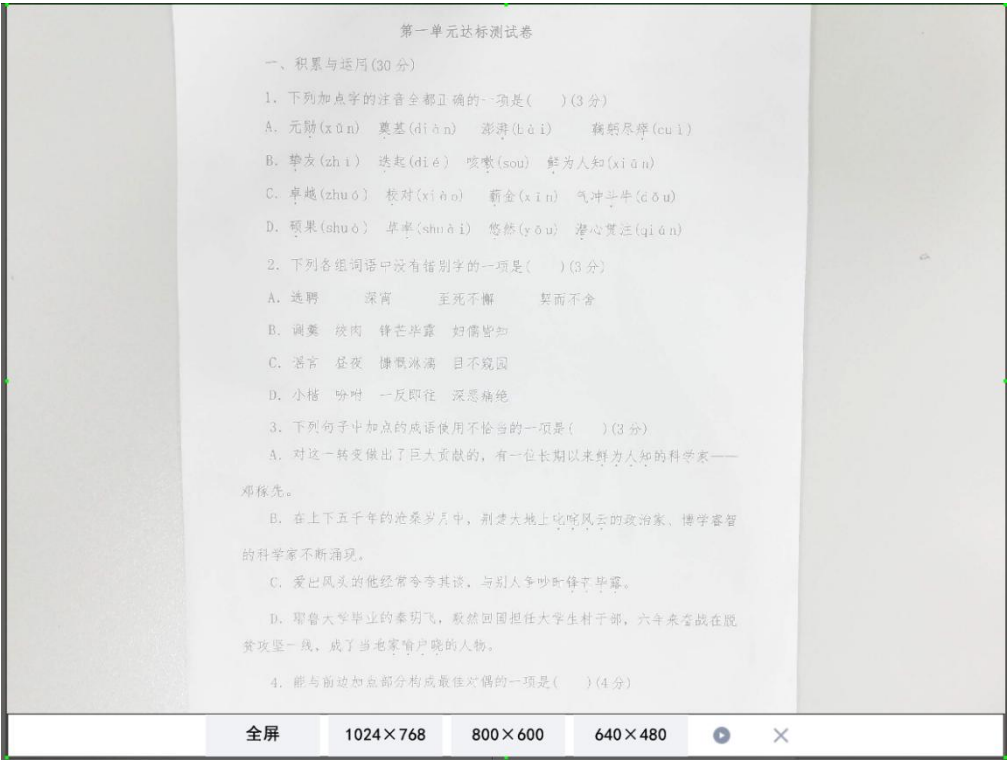 第一单元达标测试卷
一、积累与运用(30分)
1. 下列加点字的注音全都正确的一项是(  )(3分)
A. 元勋(xūn) 奠基(diàn) 澎湃(bài) 鞠躬尽瘁(cuì)
B. 挚友(zhì) 迭起(dié) 咳嗽(sou) 鲜为人知(xiān)
C. 卓越(zhuó) 校对(xiào) 薪金(xīn) 气冲斗牛(dǒu)
D. 硕果(shuò) 率(shuài) 悠然(yōu) 潜心贯注(qián)
2. 下列各组词语中没有错别字的一项是(  )(3分)
A. 选聘 深宵 至死不懈 契而不舍
B. 调羹 肉 锋芒毕露 妇儒皆知
C. 谣言 昼夜 慷慨淋漓 目不窥园
D. 小楷 吩咐 一反即往 深恶痛绝
3. 下列句子中加点的成语使用不恰当的一项是(  )(3分)
A. 对这一转变做出了巨大贡献的,有一位长期以来鲜为人知的科学家——
邓稼先。
B. 在上下五千年的沧桑岁月中,荆楚大地上叱咤风云的政治家、博学睿智
的科学家不断涌现。
C. 爱出风头的他经常夸夸其谈,与别人争吵时锋芒毕露。
D. 耶鲁大学毕业的秦玥飞,毅然回国担任大学生村干部,六年来奋战在脱
贫攻坚一线,成了当地家喻户晓的人物。
4. 能与前边加点部分构成最佳对偶的一项是(  )(4分)
全屏 1024×768 800×600 640×480